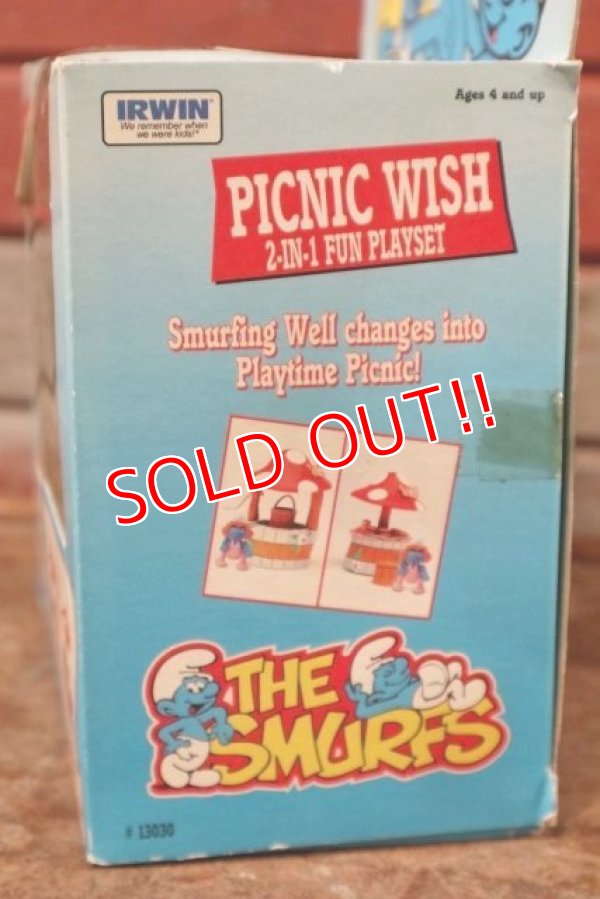 IRWIN
We remember when
we were kids!
Ages 4 and up
PICNIC WISH
2-IN-1 FUN PLAYSET
Smurfing Well changes into
Playtime Picnic!
SOLD OUT!!
THE
SMURFS
# 13030